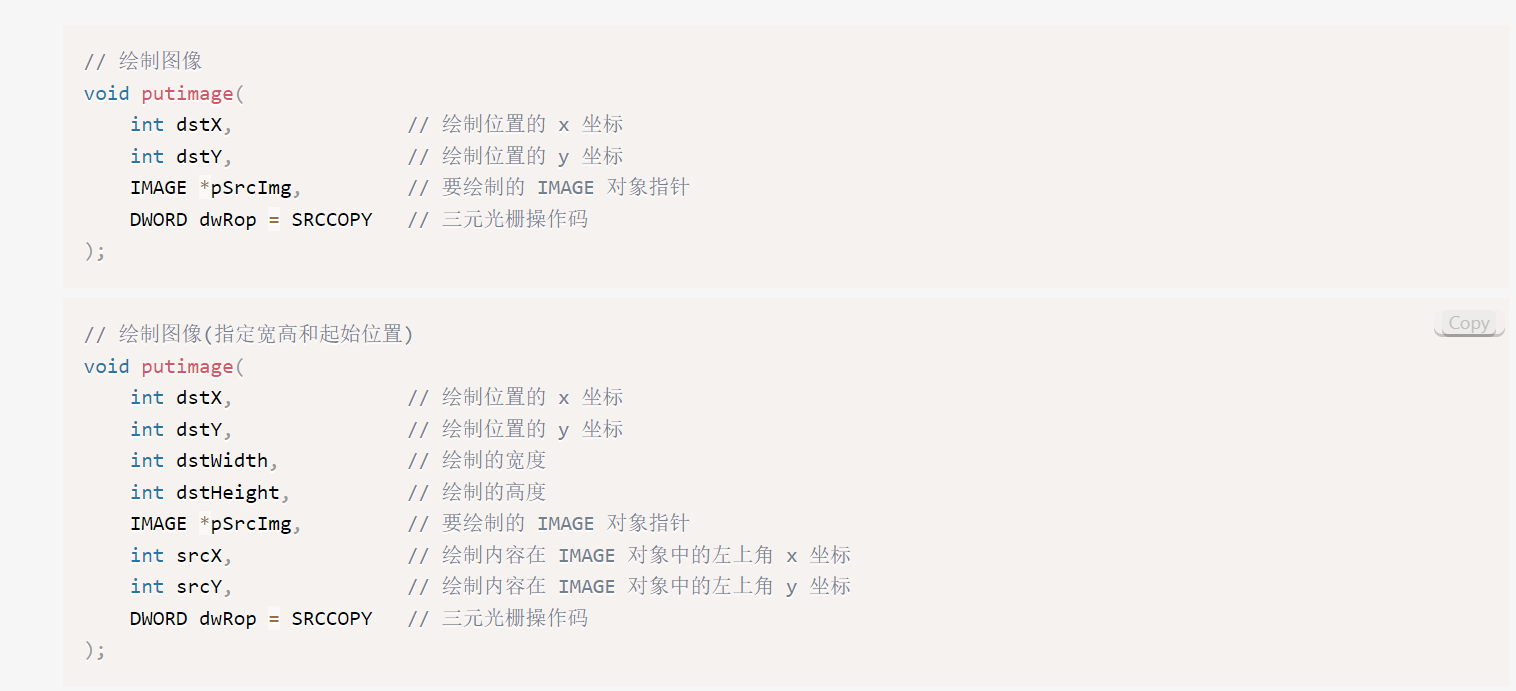 // 绘制图像
void putimage(
    int dstX,               // 绘制位置的 x 坐标
    int dstY,               // 绘制位置的 y 坐标
    IMAGE *pSrcImg,         // 要绘制的 IMAGE 对象指针
    DWORD dwRop = SRCCOPY   // 三元光栅操作码
);
// 绘制图像(指定宽高和起始位置)
Copy
void putimage(
    int dstX,               // 绘制位置的 x 坐标
    int dstY,               // 绘制位置的 y 坐标
    int dstWidth,           // 绘制的宽度
    int dstHeight,          // 绘制的高度
    IMAGE *pSrcImg,         // 要绘制的 IMAGE 对象指针
    int srcX,               // 绘制内容在 IMAGE 对象中的左上角 x 坐标
    int srcY,               // 绘制内容在 IMAGE 对象中的左上角 y 坐标
    DWORD dwRop = SRCCOPY   // 三元光栅操作码
);